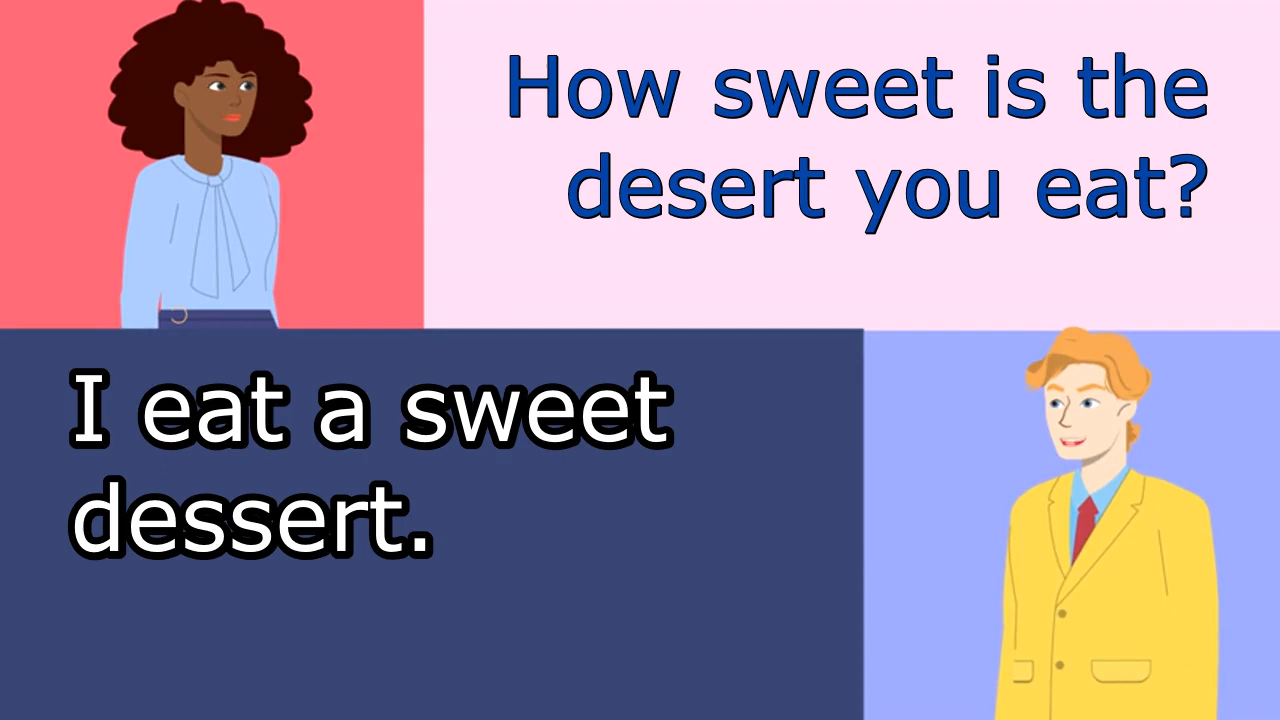 How sweet is the
desert you eat?
I eat a sweet
dessert.